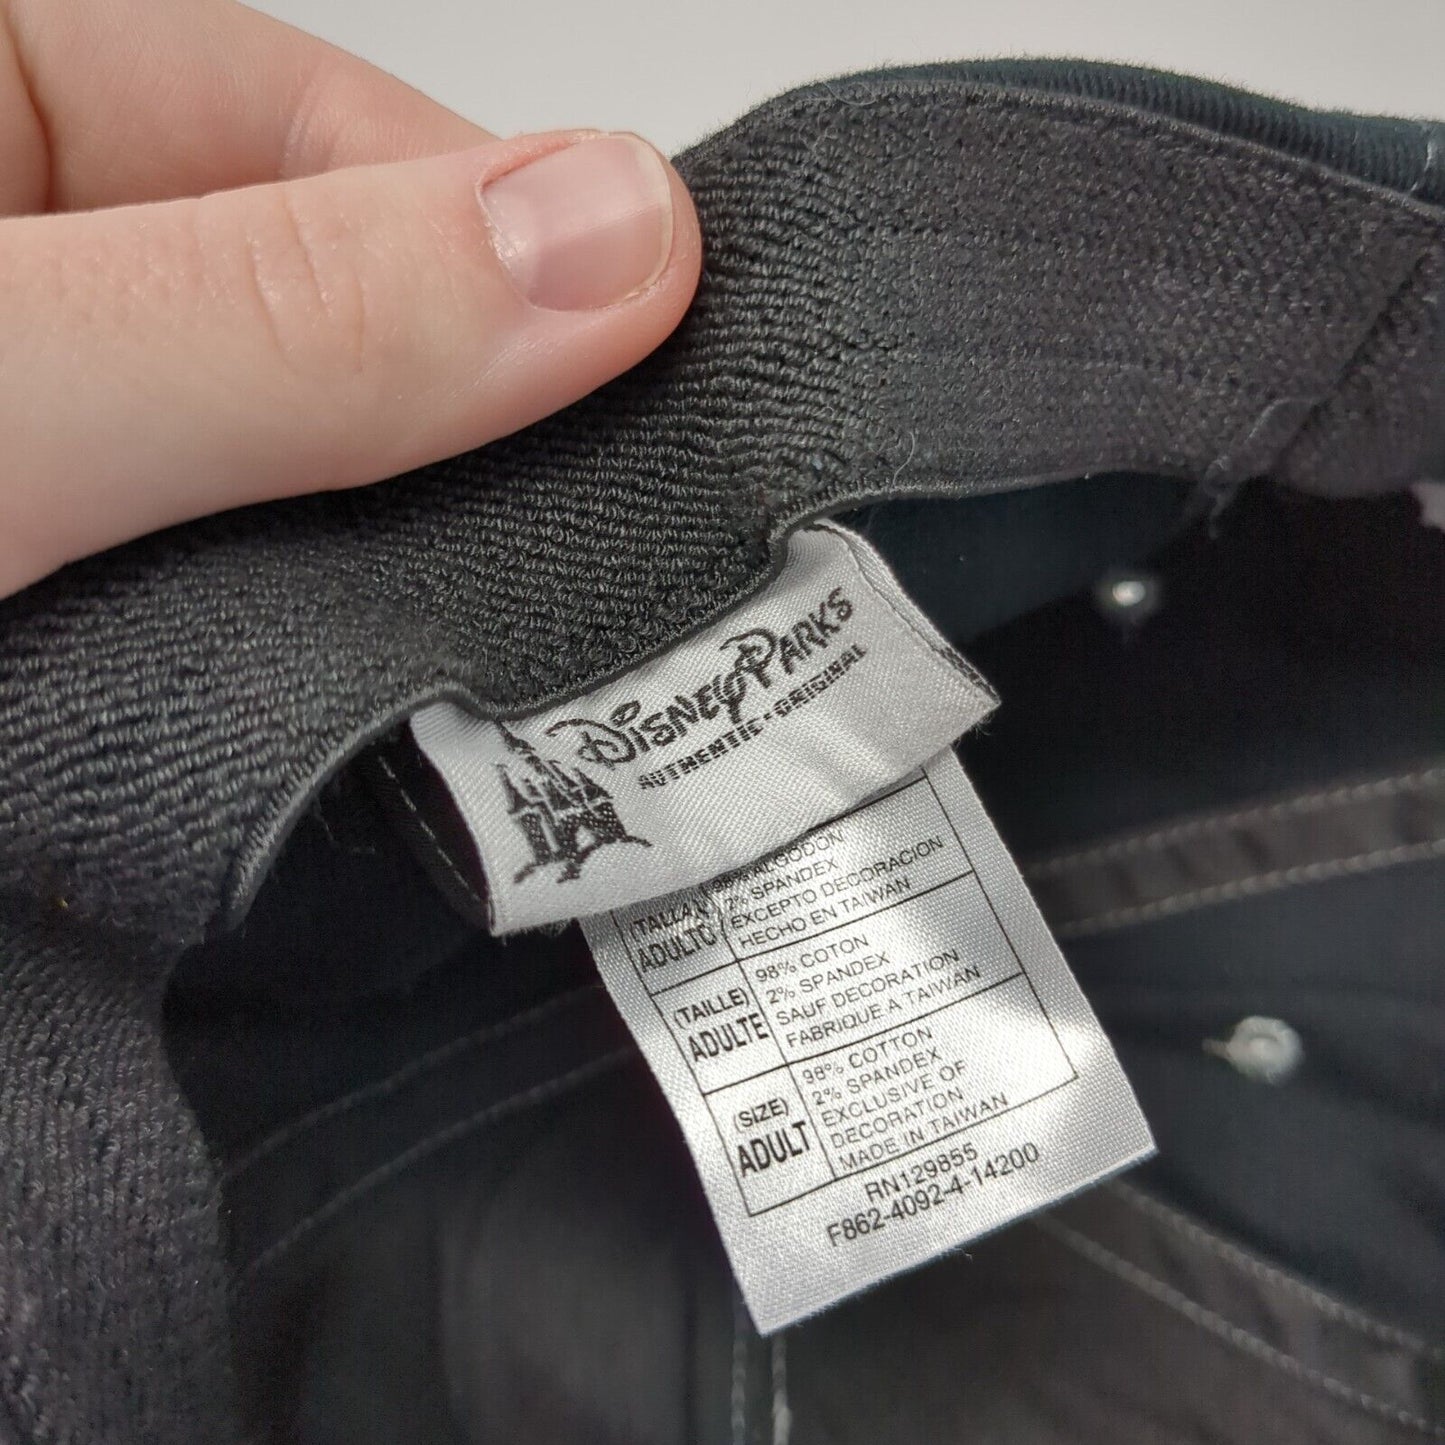 DISNEY PARKS
AUTHENTIC • ORIGINAL
ALGODON
2% SPANDEX
EXCEPTO DECORACION
HECHO EN TAIWAN
(TALLA)
ADULTO
98% COTON
2% SPANDEX
SAUF DECORATION
FABRIQUE A TAIWAN
(TAILLE)
ADULTE
98% COTTON
2% SPANDEX
EXCLUSIVE OF
DECORATION
MADE IN TAIWAN
(SIZE)
ADULT
RN129855
F862-4092-4-14200